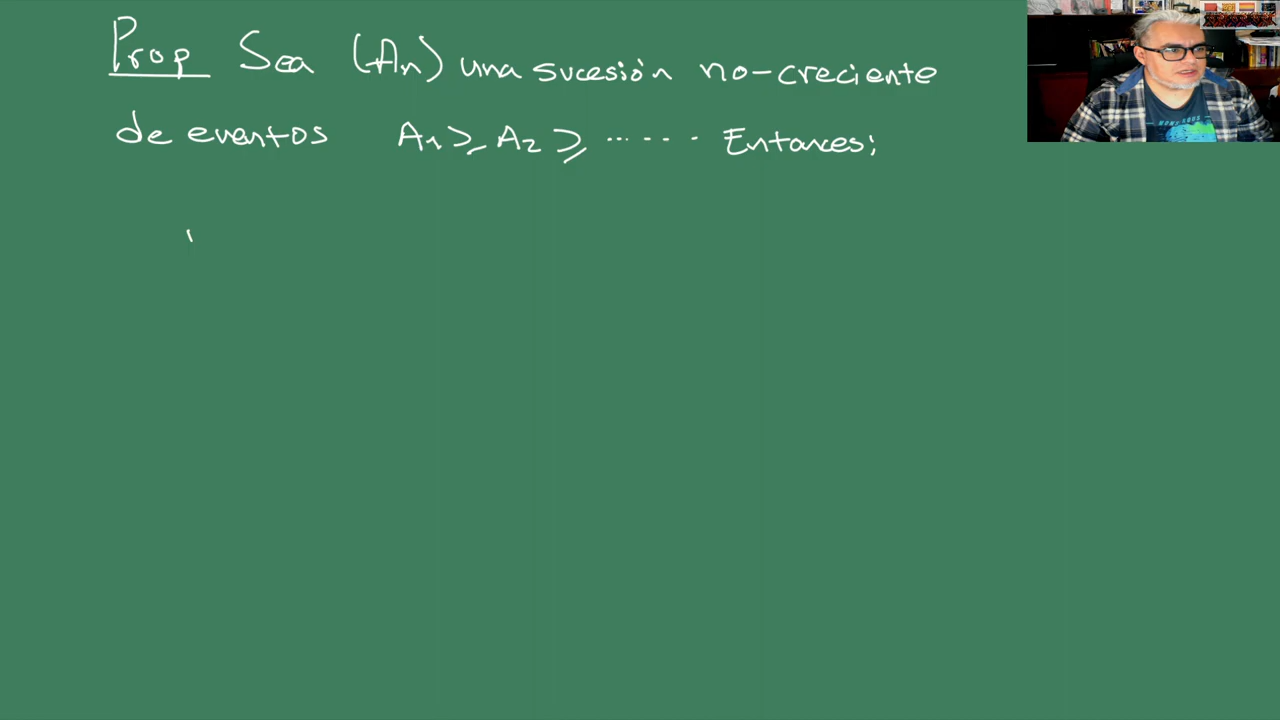 Prop Sea (An) una sucesión no-creciente
de eventos A1 ≥ A2 ≥ ....... Entonces: